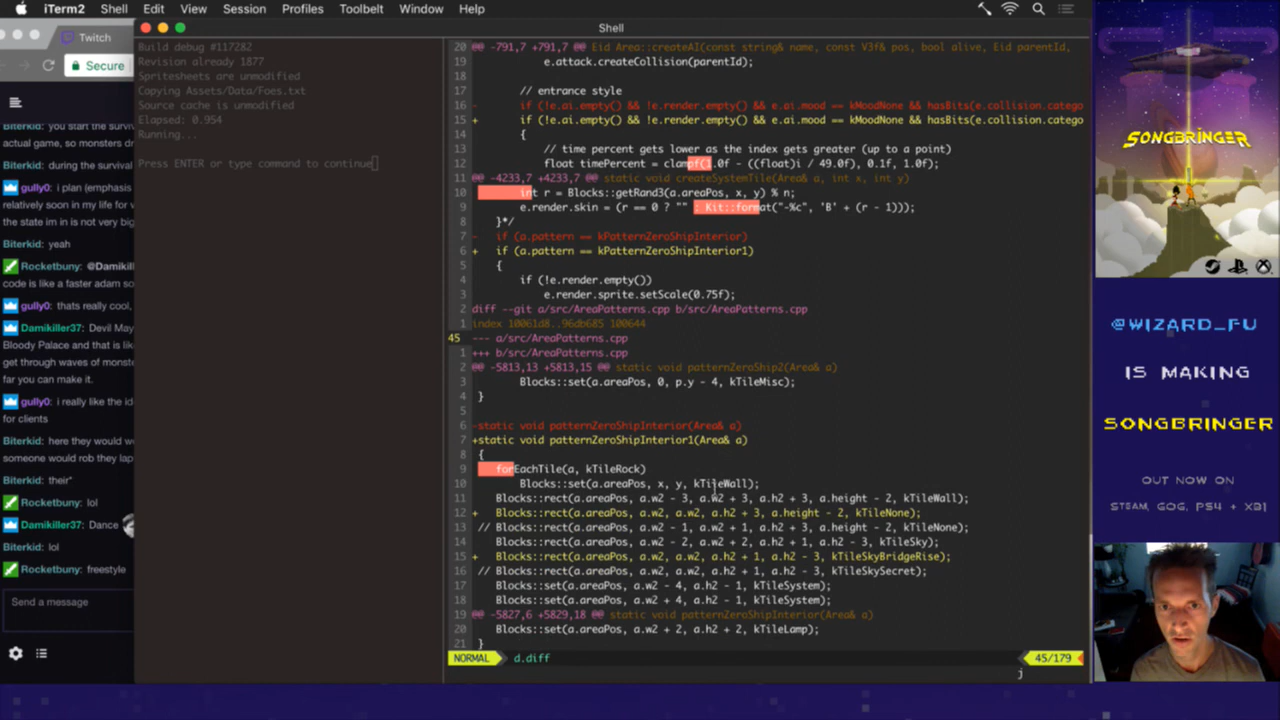 iTerm2 Shell Edit View Session Profiles Toolbelt Window Help
Shell
Twitch
Secure
Biterkid: you start the surviv
actual game, so monsters dr
Biterkid: during the survival
gully0: i plan (emphasis
relatively soon in my life for v
the state im in is not very big
Biterkid: yeah
Rocketbuny: @Damikill
code is like a faster adam so
gully0: thats really cool,
Damikiller37: Devil May
Bloody Palace and that is lik
get through waves of monste
far you can make it.
gully0: i really like the id
for clients
Biterkid: here they would we
someone would rob they lap
Biterkid: their*
Rocketbuny: lol
Damikiller37: Dance
Biterkid: lol
Rocketbuny: freestyle
Send a message
Build debug #117282
Revision already 1877
Spritesheets are unmodified
Copying Assets/Data/Foes.txt
Source cache is unmodified
Elapsed: 0.954
Running...
Press ENTER or type command to continue
20 @@ -791,7 +791,7 @@ Eid Area::createAI(const string& name, const V3f& pos, bool alive, Eid parentId,
19 e.attack.createCollision(parentId);
18
17 // entrance style
16 - if (!e.ai.empty() && !e.render.empty() && e.ai.mood == kMoodNone && hasBits(e.collision.catego
15 + if (!e.ai.empty() && !e.render.empty() && e.ai.mood == kMoodNone && hasBits(e.collision.catego
14 {
13 // time percent gets lower as the index gets greater (up to a point)
12 float timePercent = clampf(1.0f - ((float)i / 49.0f), 0.1f, 1.0f);
11 @@ -4233,7 +4233,7 @@ static void createSystemTile(Area& a, int x, int y)
10 int r = Blocks::getRand3(a.areaPos, x, y) % n;
9 e.render.skin = (r == 0 ? "" : Kit::format("-%c", 'B' + (r - 1)));
8 }*/
7 - if (a.pattern == kPatternZeroShipInterior)
6 + if (a.pattern == kPatternZeroShipInterior1)
5 {
4 if (!e.render.empty())
3 e.render.sprite.setScale(0.75f);
2 diff --git a/src/AreaPatterns.cpp b/src/AreaPatterns.cpp
1 index 10061d8..96db685 100644
45 --- a/src/AreaPatterns.cpp
1 +++ b/src/AreaPatterns.cpp
2 @@ -5813,13 +5813,15 @@ static void patternZeroShip2(Area& a)
3 Blocks::set(a.areaPos, 0, p.y - 4, kTileMisc);
4 }
5
6 -static void patternZeroShipInterior(Area& a)
7 +static void patternZeroShipInterior1(Area& a)
8 {
9 forEachTile(a, kTileRock)
10 Blocks::set(a.areaPos, x, y, kTileWall);
11 Blocks::rect(a.areaPos, a.w2 - 3, a.w2 + 3, a.h2 + 3, a.height - 2, kTileWall);
12 + Blocks::rect(a.areaPos, a.w2, a.w2, a.h2 + 3, a.height - 2, kTileNone);
13 // Blocks::rect(a.areaPos, a.w2 - 1, a.w2 + 1, a.h2 + 3, a.height - 2, kTileNone);
14 Blocks::rect(a.areaPos, a.w2 - 2, a.w2 + 2, a.h2 + 1, a.h2 - 3, kTileSky);
15 + Blocks::rect(a.areaPos, a.w2, a.w2, a.h2 + 1, a.h2 - 3, kTileSkyBridgeRise);
16 // Blocks::rect(a.areaPos, a.w2, a.w2, a.h2 + 1, a.h2 - 3, kTileSkySecret);
17 Blocks::set(a.areaPos, a.w2 - 4, a.h2 - 1, kTileSystem);
18 Blocks::set(a.areaPos, a.w2 + 4, a.h2 - 1, kTileSystem);
19 @@ -5827,6 +5829,18 @@ static void patternZeroShipInterior(Area& a)
20 Blocks::set(a.areaPos, a.w2 + 2, a.h2 + 2, kTileLamp);
21 }
NORMAL d.diff 45/179
j
SONGBRINGER
@WIZARD_FU
IS MAKING
SONGBRINGER
OUT NOW ON
STEAM, GOG, PS4 + XB1